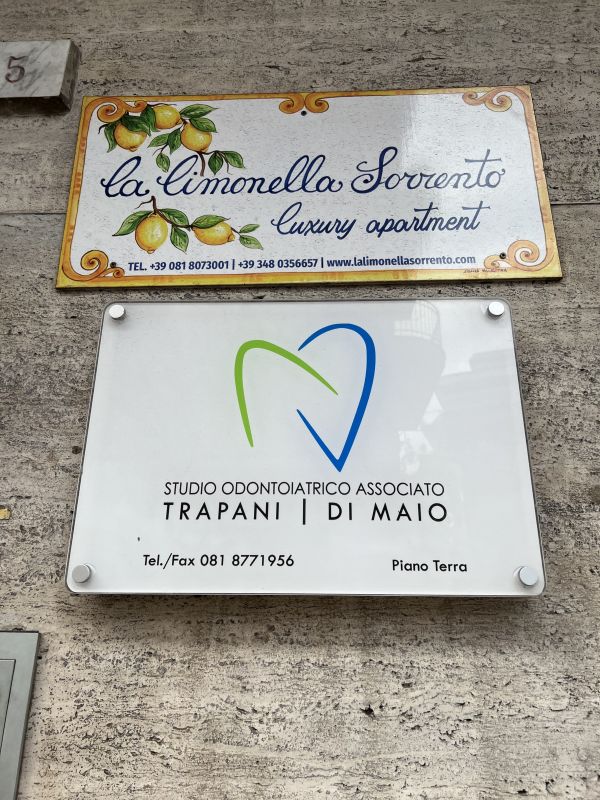 5
la limonella Sorrento
luxury apartment
TEL. +39 081 8073001 | +39 348 0356657 | www.lalimonellasorrento.com
STUDIO ODONTOIATRICO ASSOCIATO
TRAPANI | DI MAIO
Tel./Fax 081 8771956
Piano Terra